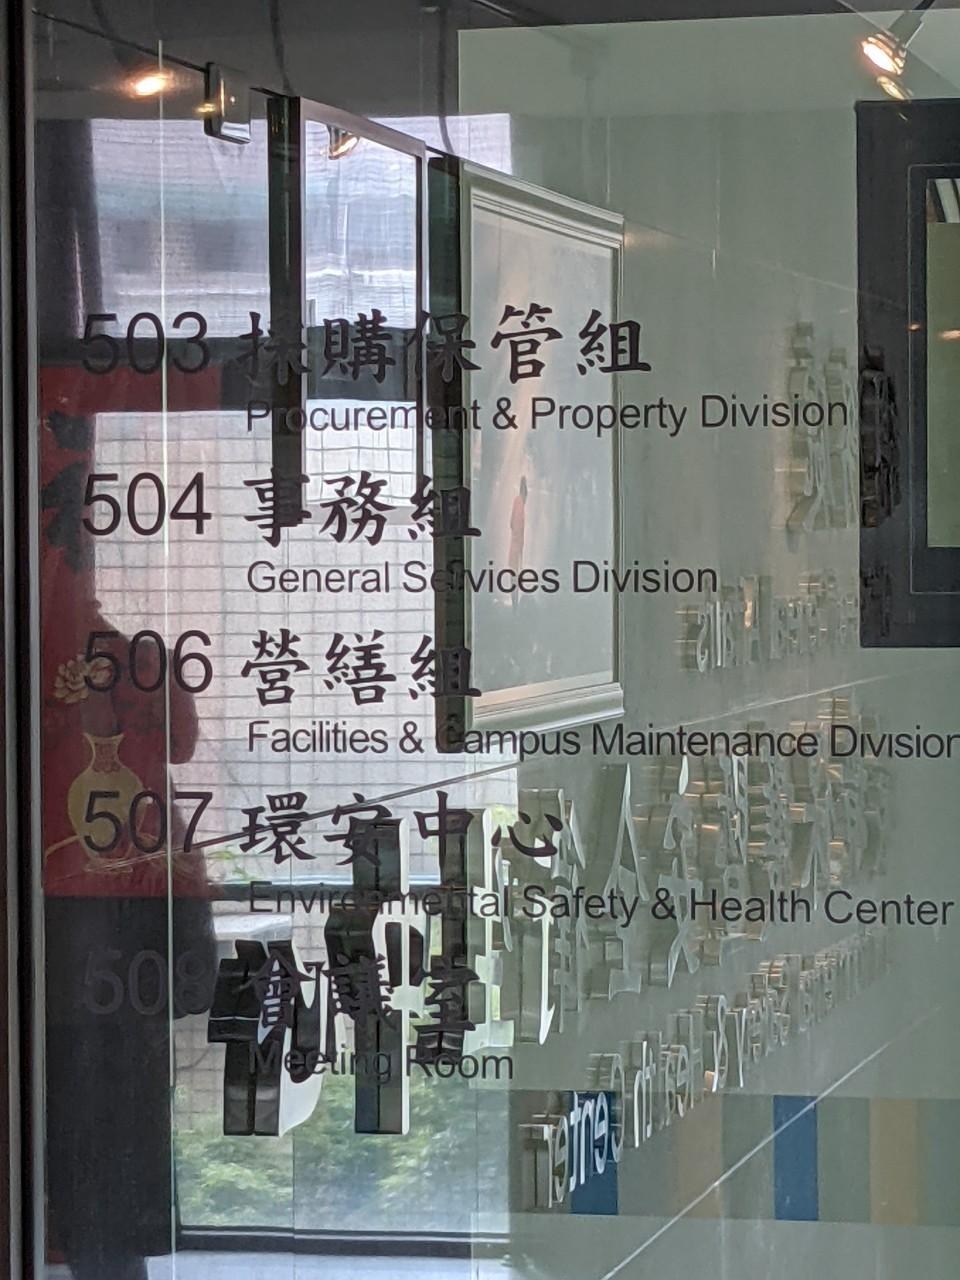 503 採購保管組
Procurement & Property Division
504 事務組
General Services Division
506 營繕組
Facilities & Campus Maintenance Division
507 環安中心
Environmental Safety & Health Center
508 會議室
Meeting Room